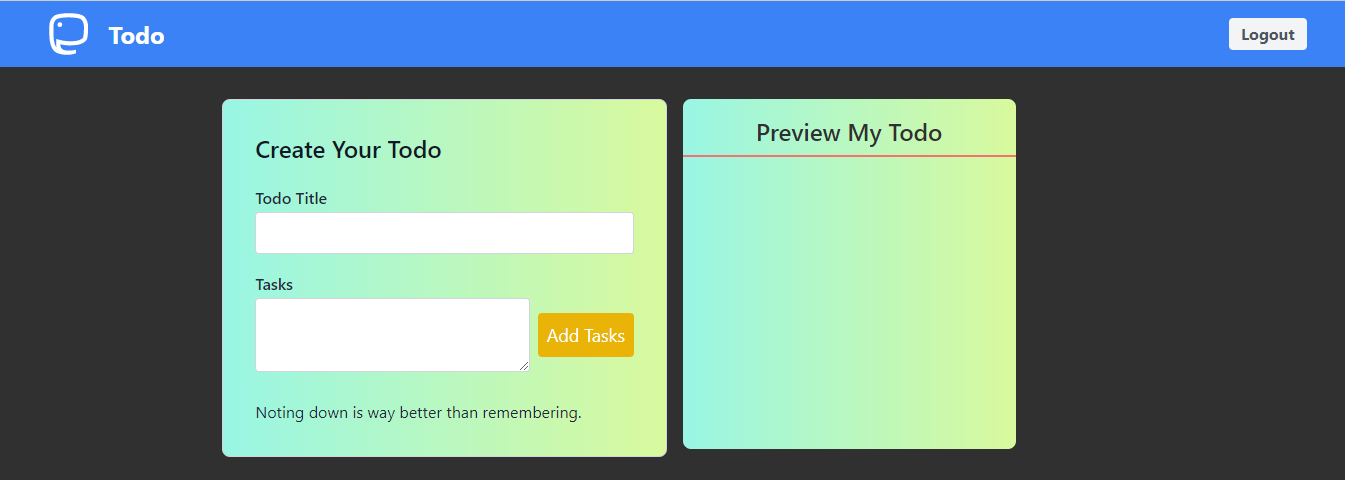 Todo
Logout
Create Your Todo
Todo Title
Tasks
Add Tasks
Noting down is way better than remembering.
Preview My Todo